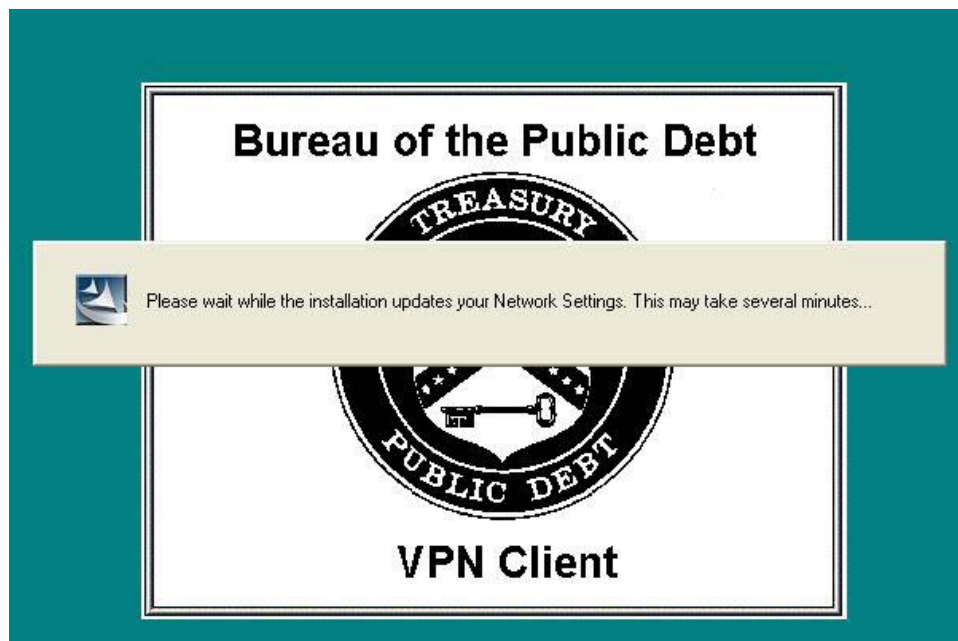 Bureau of the Public Debt
TREASURY
Please wait while the installation updates your Network Settings. This may take several minutes...
PUBLIC DEBT
VPN Client